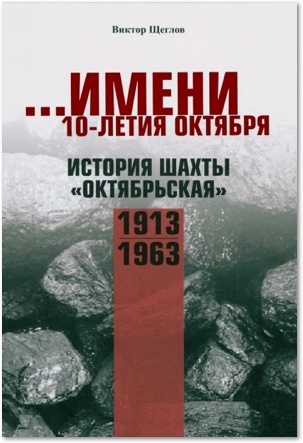 Виктор Щеглов
...ИМЕНИ
10-ЛЕТИЯ ОКТЯБРЯ
ИСТОРИЯ ШАХТЫ
«ОКТЯБРЬСКАЯ»
1913
1963